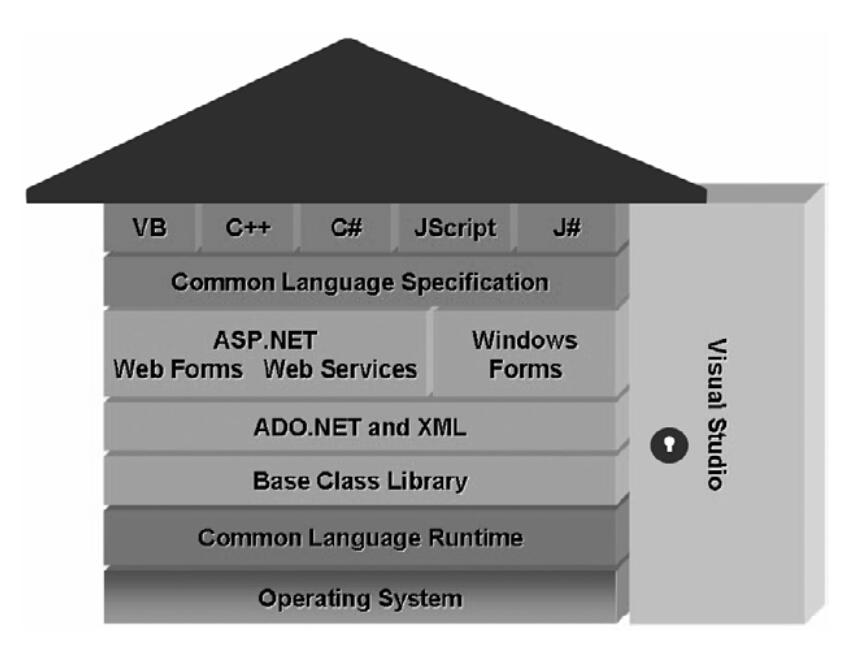 VB C++ C# JScript J#
Common Language Specification
ASP.NET
Web Forms Web Services
Windows
Forms
ADO.NET and XML
Base Class Library
Common Language Runtime
Operating System
Visual Studio